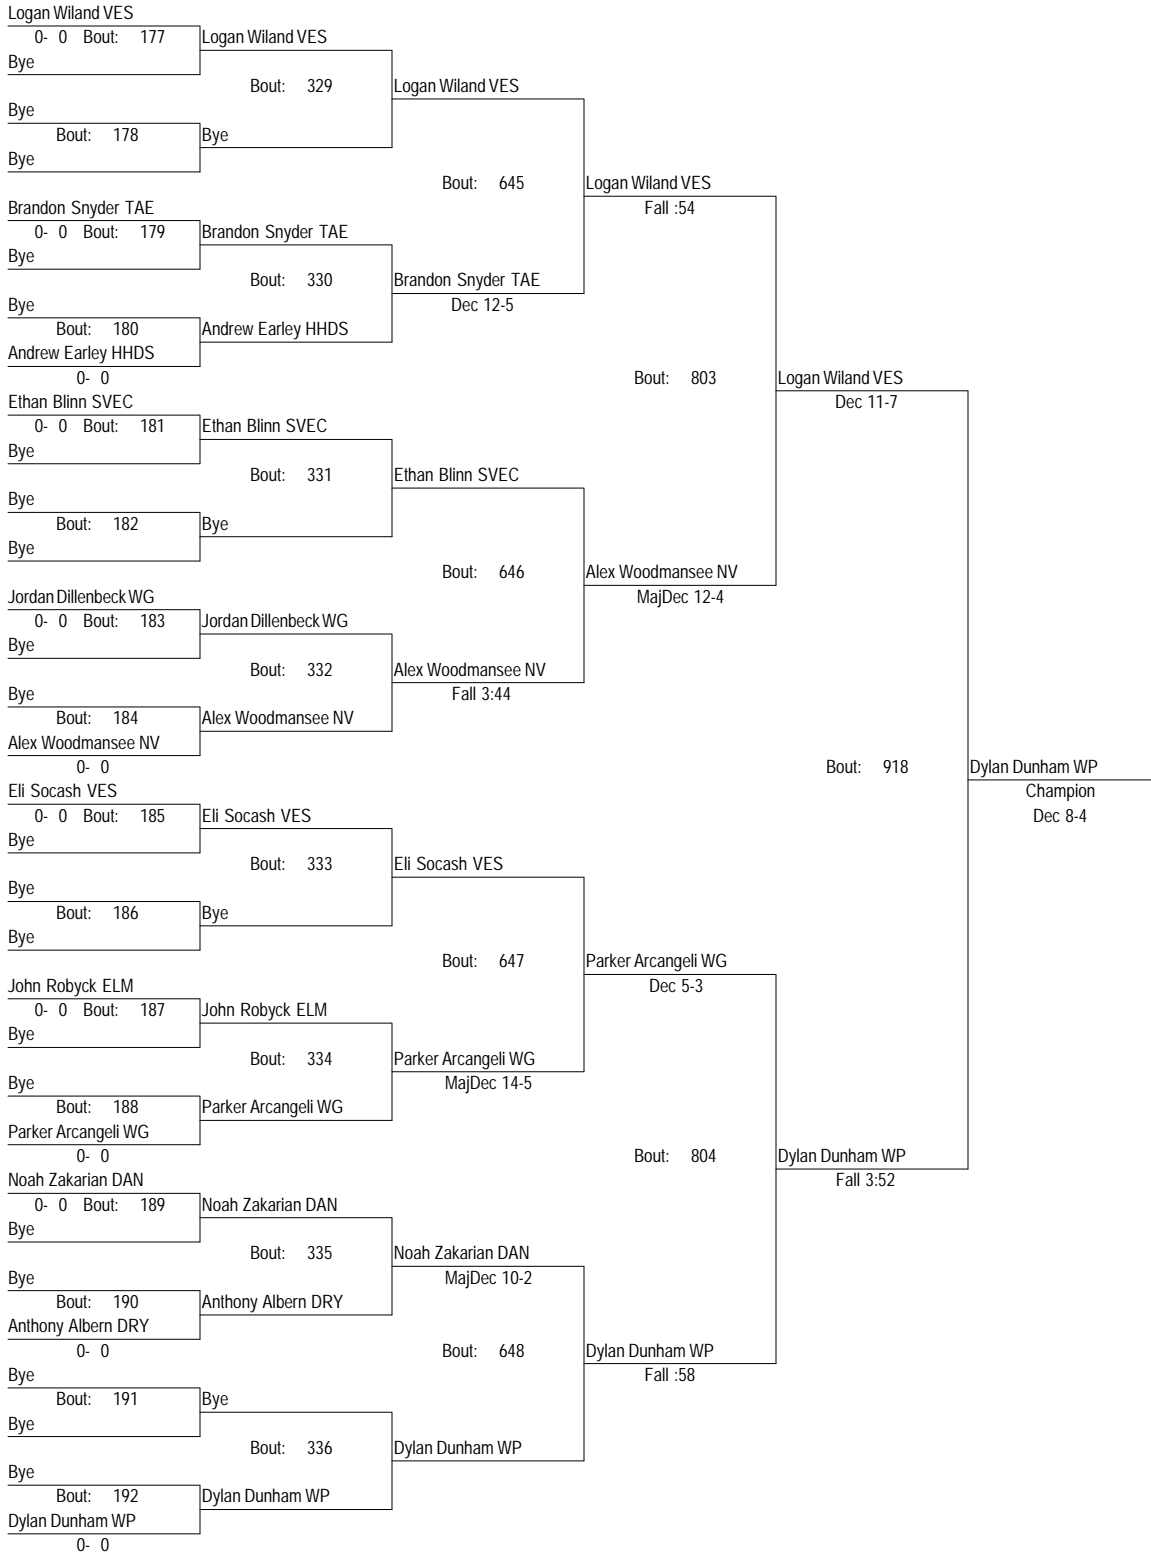 Logan Wiland VES
0- 0 Bout: 177 Logan Wiland VES
Bye
Bout: 329 Logan Wiland VES
Bye
Bout: 178 Bye
Bye
Bout: 645 Logan Wiland VES
Brandon Snyder TAE Fall :54
0- 0 Bout: 179 Brandon Snyder TAE
Bye
Bout: 330 Brandon Snyder TAE
Bye Dec 12-5
Bout: 180 Andrew Earley HHDS
Andrew Earley HHDS
0- 0 Bout: 803 Logan Wiland VES
Ethan Blinn SVEC Dec 11-7
0- 0 Bout: 181 Ethan Blinn SVEC
Bye
Bout: 331 Ethan Blinn SVEC
Bye
Bout: 182 Bye
Bye
Bout: 646 Alex Woodmansee NV
Jordan Dillenbeck WG MajDec 12-4
0- 0 Bout: 183 Jordan Dillenbeck WG
Bye
Bout: 332 Alex Woodmansee NV
Bye Fall 3:44
Bout: 184 Alex Woodmansee NV
Alex Woodmansee NV
0- 0 Bout: 918 Dylan Dunham WP
Eli Socash VES Champion
0- 0 Bout: 185 Eli Socash VES Dec 8-4
Bye
Bout: 333 Eli Socash VES
Bye
Bout: 186 Bye
Bye
Bout: 647 Parker Arcangeli WG
John Robyck ELM Dec 5-3
0- 0 Bout: 187 John Robyck ELM
Bye
Bout: 334 Parker Arcangeli WG
Bye MajDec 14-5
Bout: 188 Parker Arcangeli WG
Parker Arcangeli WG
0- 0 Bout: 804 Dylan Dunham WP
Noah Zakarian DAN Fall 3:52
0- 0 Bout: 189 Noah Zakarian DAN
Bye
Bout: 335 Noah Zakarian DAN
Bye MajDec 10-2
Bout: 190 Anthony Albern DRY
Anthony Albern DRY
0- 0 Bout: 648 Dylan Dunham WP
Bye Fall :58
Bout: 191 Bye
Bye
Bout: 336 Dylan Dunham WP
Bye
Bout: 192 Dylan Dunham WP
Dylan Dunham WP
0- 0